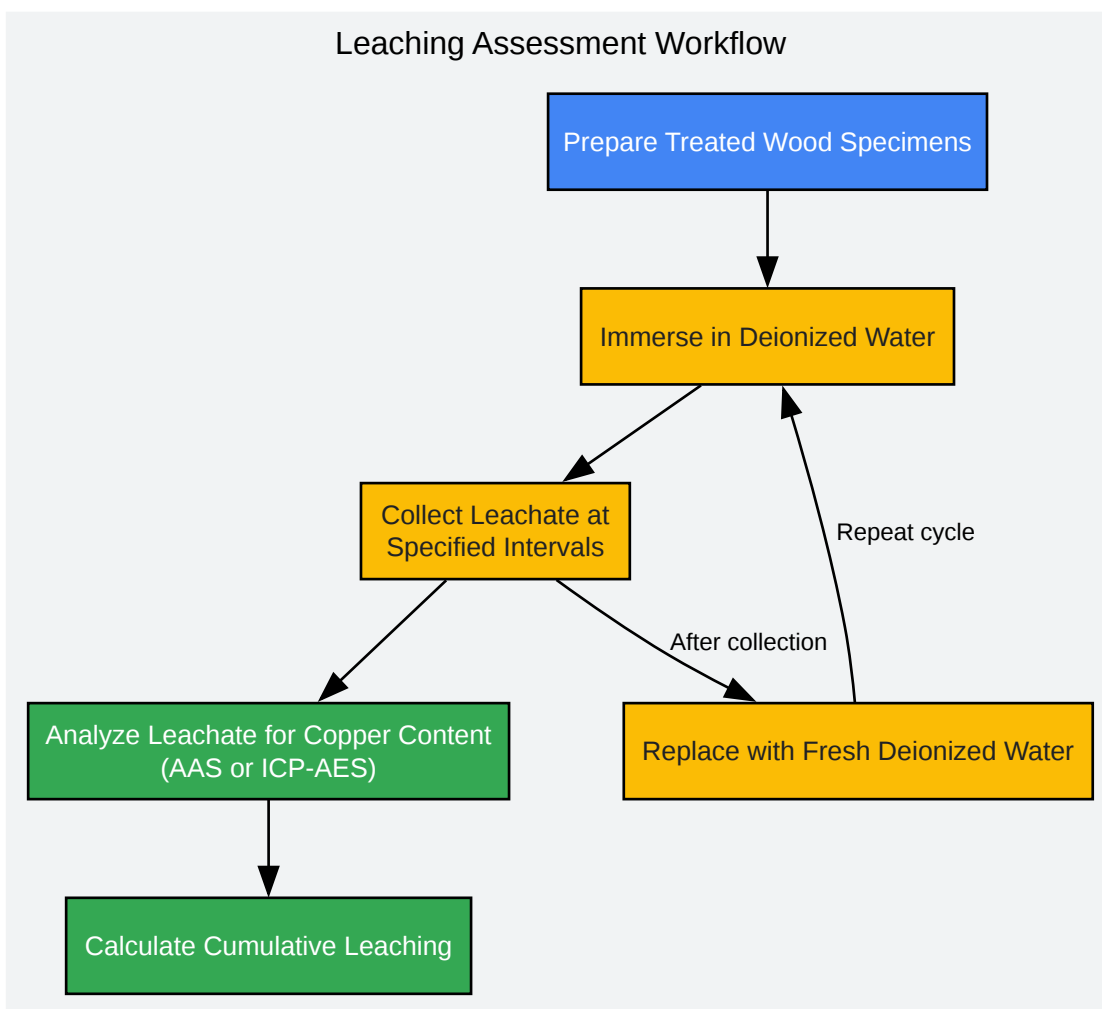 Leaching Assessment Workflow
Prepare Treated Wood Specimens
Immerse in Deionized Water
Collect Leachate at
Specified Intervals
Repeat cycle
After collection
Analyze Leachate for Copper Content
(AAS or ICP-AES)
Replace with Fresh Deionized Water
Calculate Cumulative Leaching